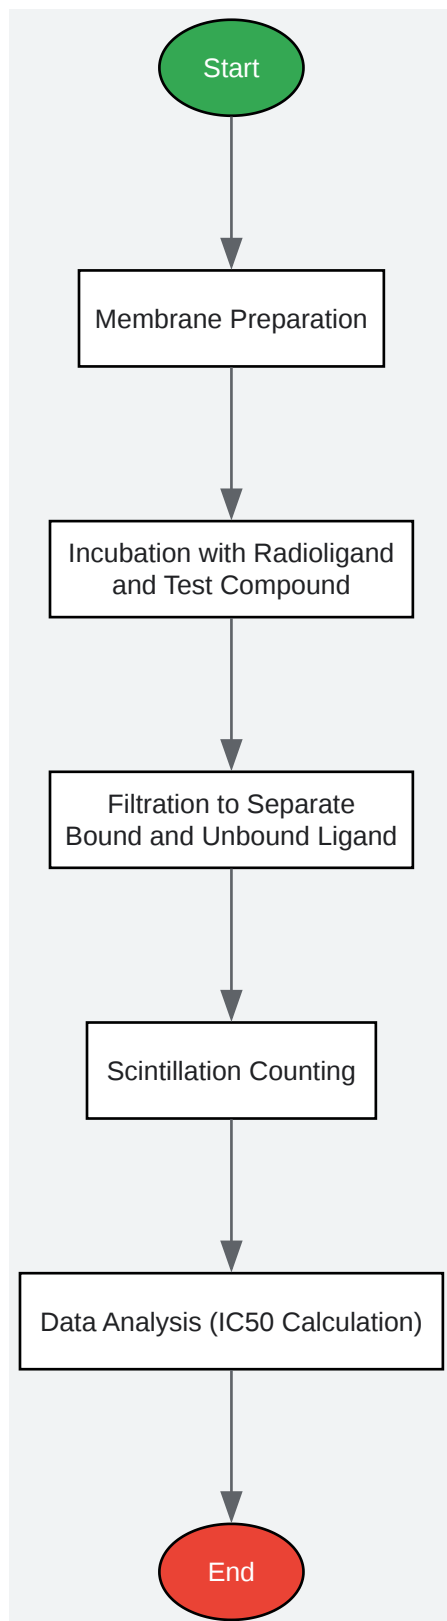 Start
Membrane Preparation
Incubation with Radioligand
and Test Compound
Filtration to Separate
Bound and Unbound Ligand
Scintillation Counting
Data Analysis (IC50 Calculation)
End